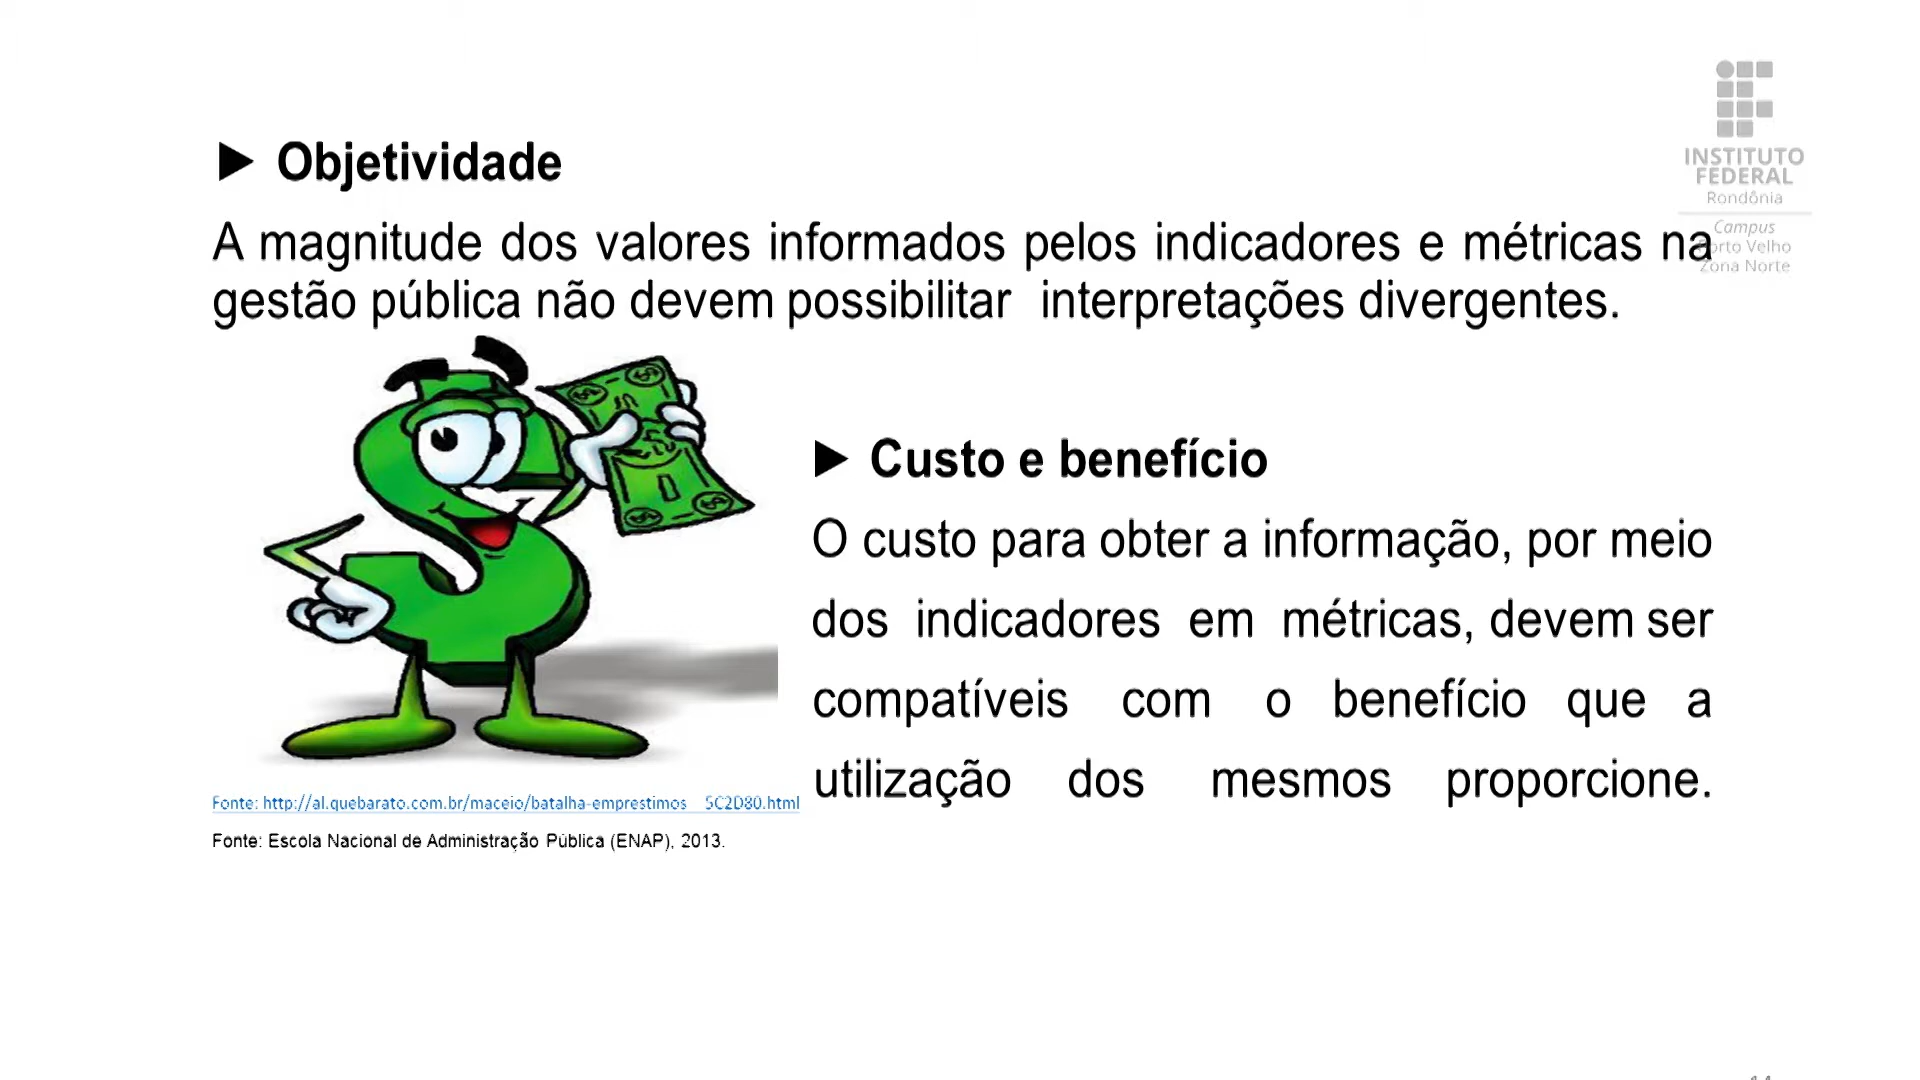 ► Objetividade
A magnitude dos valores informados pelos indicadores e métricas na
gestão pública não devem possibilitar interpretações divergentes.
► Custo e benefício
O custo para obter a informação, por meio
dos indicadores em métricas, devem ser
compatíveis com o benefício que a
utilização dos mesmos proporcione.
Fonte: http://al.quebarato.com.br/maceio/batalha-emprestimos__5C2D80.html
Fonte: Escola Nacional de Administração Pública (ENAP), 2013.
INSTITUTO
FEDERAL
Rondônia
Campus
Porto Velho
Zona Norte